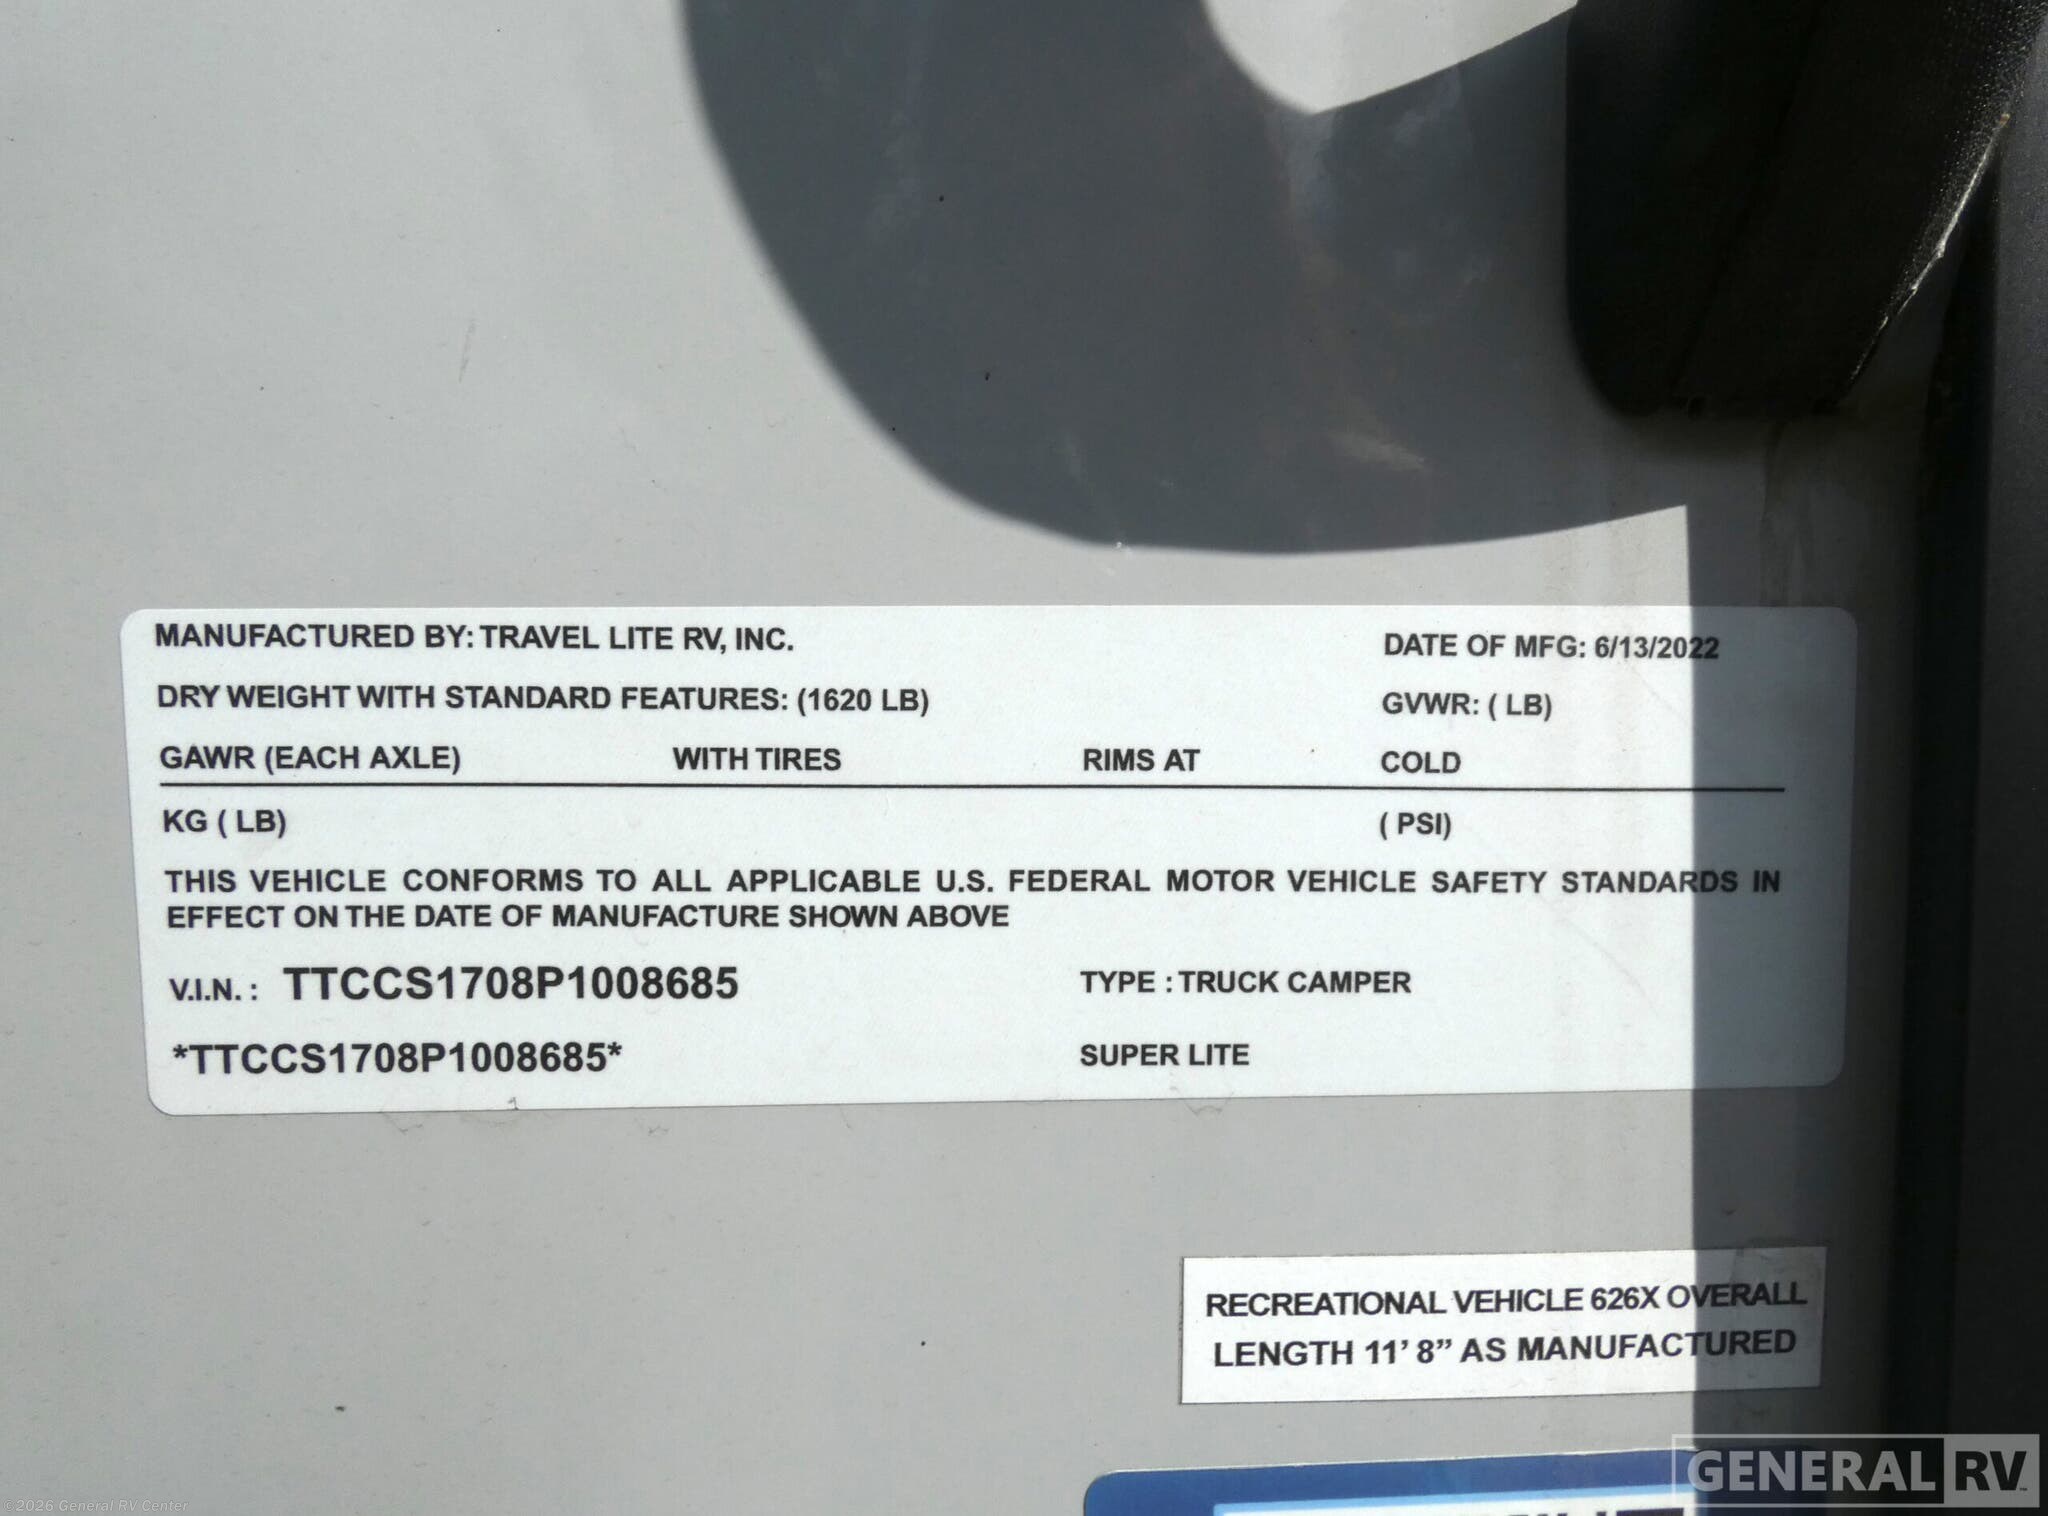 MANUFACTURED BY: TRAVEL LITE RV, INC. DATE OF MFG: 6/13/2022
DRY WEIGHT WITH STANDARD FEATURES: (1620 LB) GVWR: ( LB)
GAWR (EACH AXLE) WITH TIRES RIMS AT COLD
KG ( LB) ( PSI)
THIS VEHICLE CONFORMS TO ALL APPLICABLE U.S. FEDERAL MOTOR VEHICLE SAFETY STANDARDS IN
EFFECT ON THE DATE OF MANUFACTURE SHOWN ABOVE
V.I.N. : TTCCS1708P1008685 TYPE : TRUCK CAMPER
*TTCCS1708P1008685* SUPER LITE
RECREATIONAL VEHICLE 626X OVERALL
LENGTH 11' 8" AS MANUFACTURED
GENERAL RV
©2026 General RV Center